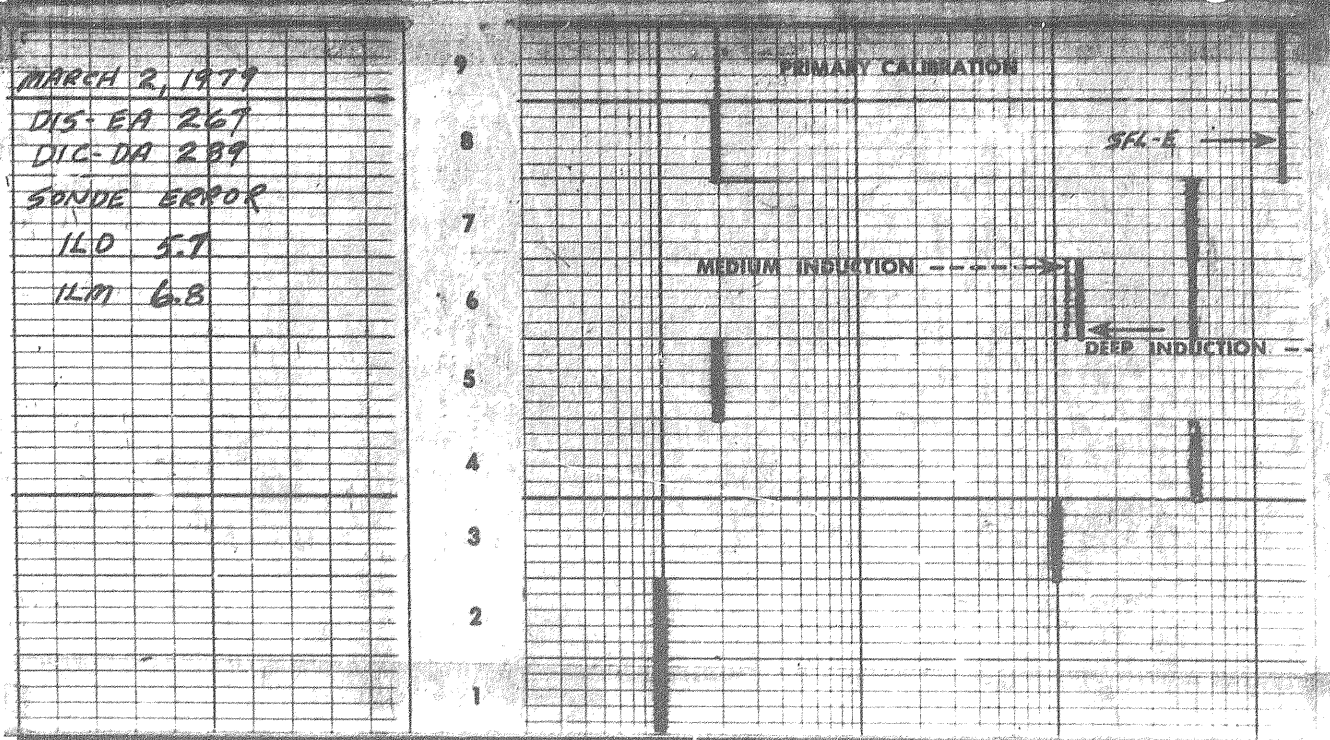 MARCH 2, 1979
DIS-EA 267
DIC-DA 289
SONDE ERROR
ILD 5.7
ILM 6.8
9
8
7
6
5
4
3
2
1
PRIMARY CALIBRATION
SFL-E
MEDIUM INDUCTION
DEEP INDUCTION